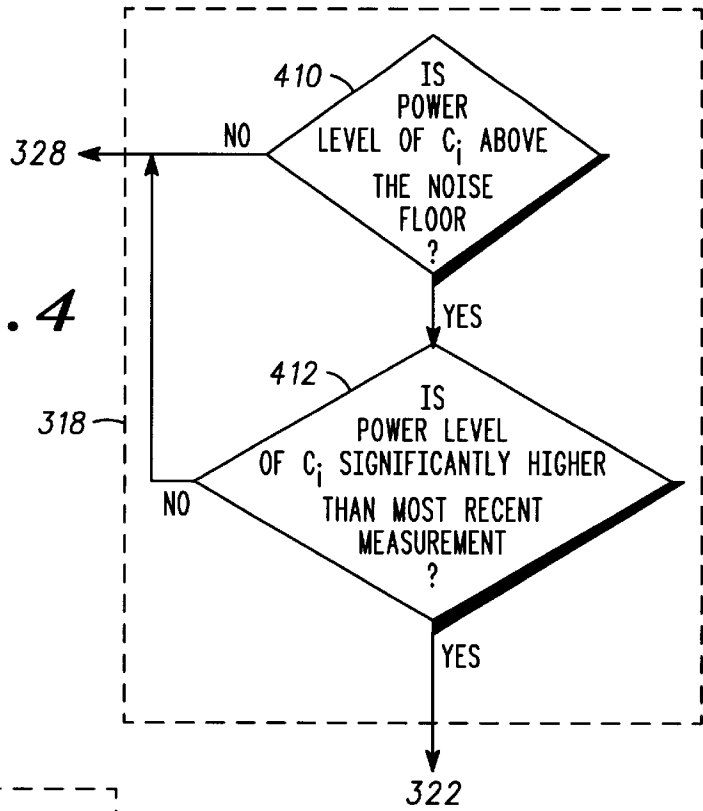 410
IS
POWER
LEVEL OF Ci ABOVE
THE NOISE
FLOOR
?
NO
328
YES
. 4
412
IS
POWER LEVEL
OF Ci SIGNIFICANTLY HIGHER
THAN MOST RECENT
MEASUREMENT
?
318
NO
YES
322